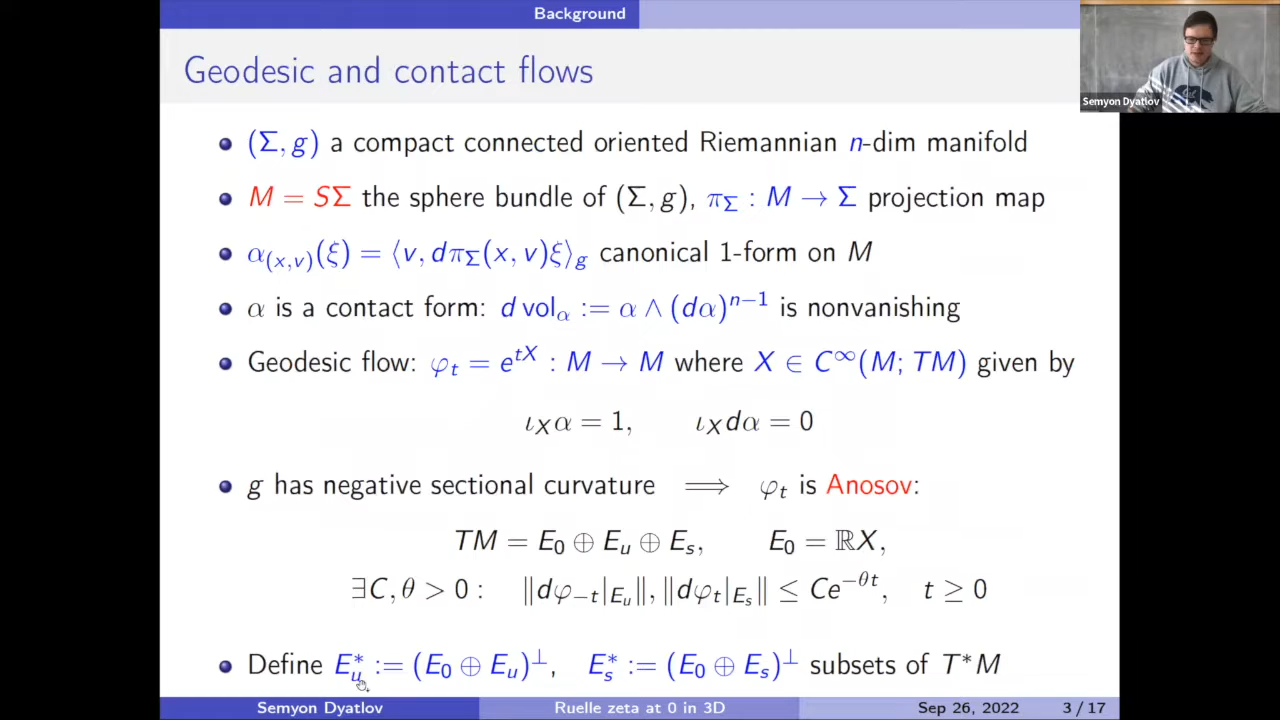 Background
Geodesic and contact flows
Semyon Dyatlov
(Σ, g) a compact connected oriented Riemannian n-dim manifold
M = SΣ the sphere bundle of (Σ, g), π_Σ : M → Σ projection map
α_(x,v)(ξ) = ⟨v, dπ_Σ(x, v)ξ⟩_g canonical 1-form on M
α is a contact form: d vol_α := α ∧ (dα)^{n−1} is nonvanishing
Geodesic flow: φ_t = e^{tX} : M → M where X ∈ C^∞(M; TM) given by
ι_X α = 1, ι_X dα = 0
g has negative sectional curvature ⟹ φ_t is Anosov:
TM = E_0 ⊕ E_u ⊕ E_s, E_0 = ℝX,
∃C, θ > 0 : ‖dφ_{−t}|_{E_u}‖, ‖dφ_t|_{E_s}‖ ≤ Ce^{−θt}, t ≥ 0
Define E_u^* := (E_0 ⊕ E_u)^⊥, E_s^* := (E_0 ⊕ E_s)^⊥ subsets of T^*M
Semyon Dyatlov Ruelle zeta at 0 in 3D Sep 26, 2022 3 / 17